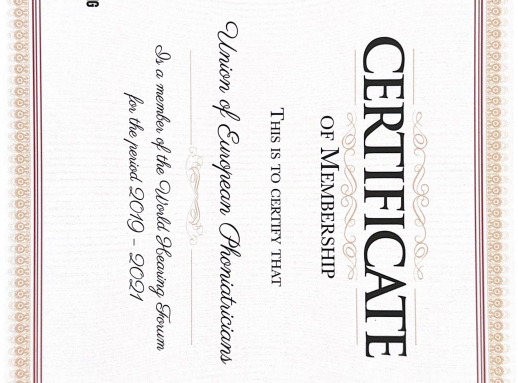 CERTIFICATE
OF MEMBERSHIP
THIS IS TO CERTIFY THAT
Union of European Phoniatricians
Is a member of the World Hearing Forum
for the period 2019 – 2021
G